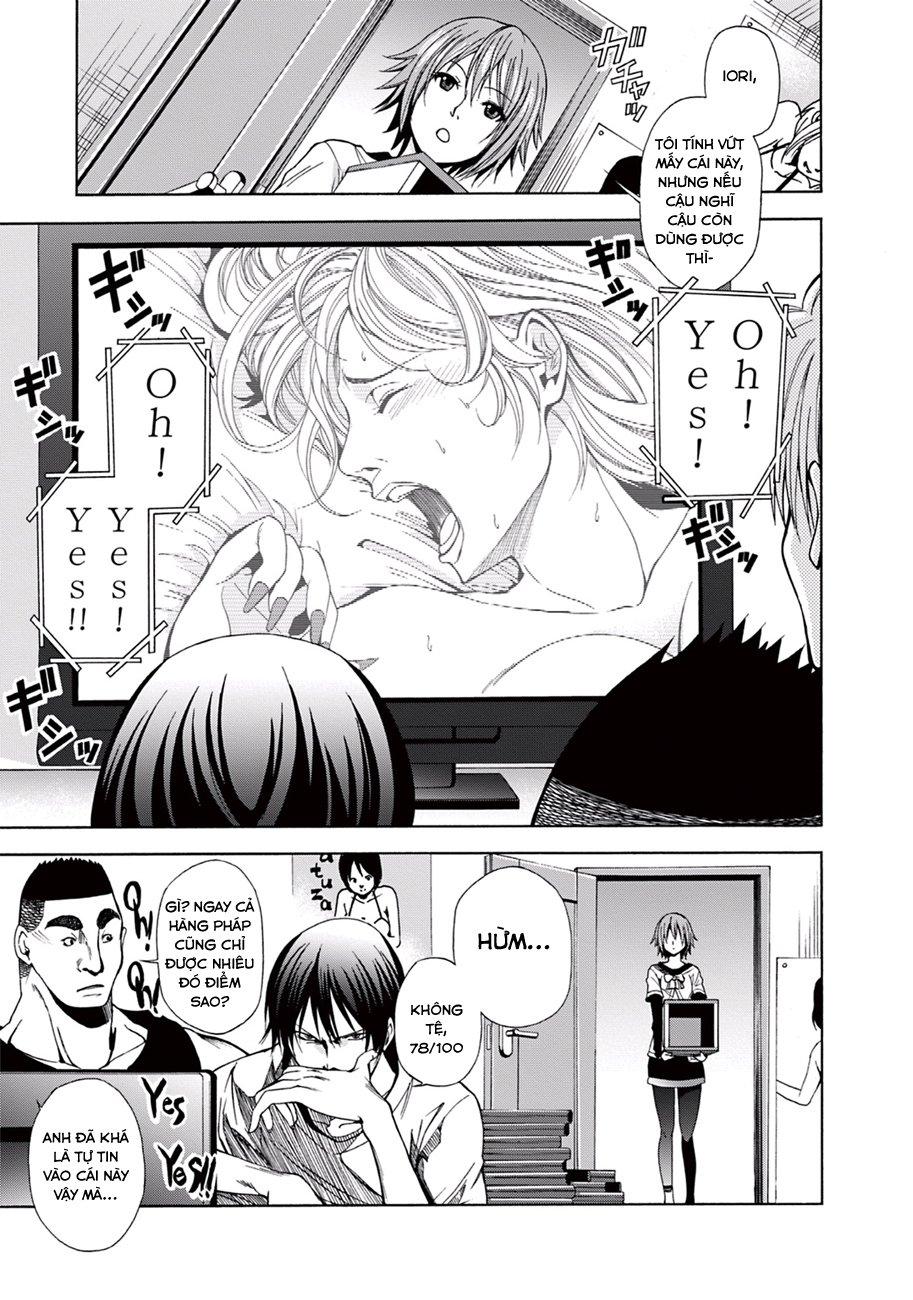 ガチャッ
IORI,
TÔI TÍNH VỨT
MẤY CÁI NÀY,
NHƯNG NẾU
CẬU NGHĨ
CẬU CÒN
DÙNG ĐƯỢC
THÌ-
Oh!
Yes!
Oh!
Yes!
Yes!!
ギシッ
ギシッ
ギシッ
ギシッ
ギシッ
ギシッ
HỪM...
KHÔNG
TỆ,
78/100
GÌ? NGAY CẢ
HÀNG PHÁP
CŨNG CHỈ
ĐƯỢC NHIÊU
ĐÓ ĐIỂM
SAO?
Oh!
Oh!
Yes
Yes!!
ANH ĐÃ KHÁ
LÀ TỰ TIN
VÀO CÁI NÀY
VẬY MÀ...